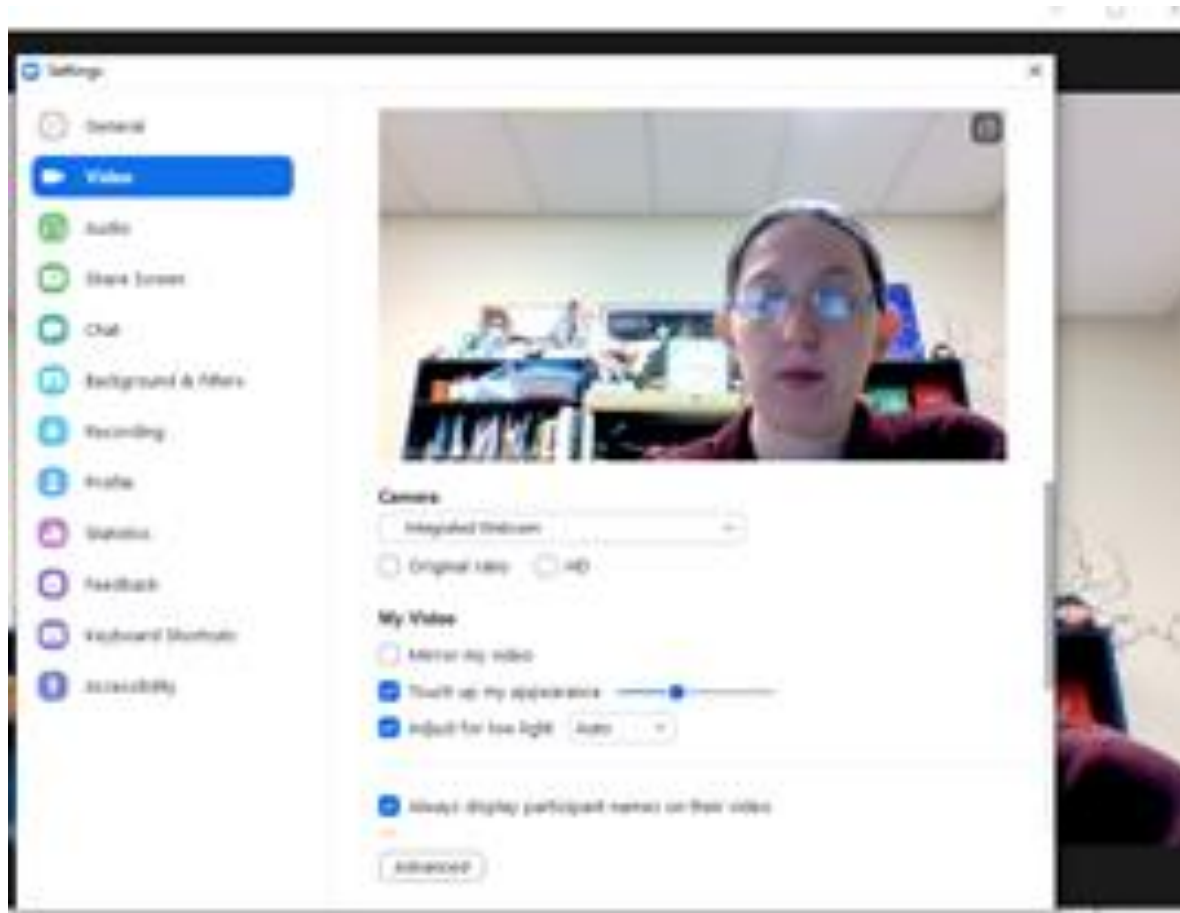 Settings
General
Video
Audio
Share Screen
Chat
Background & Filters
Recording
Profile
Statistics
Feedback
Keyboard Shortcuts
Accessibility
Camera
Integrated Webcam
Original ratio HD
My Video
Mirror my video
Touch up my appearance
Adjust for low light Auto
Always display participant names on their video
Advanced